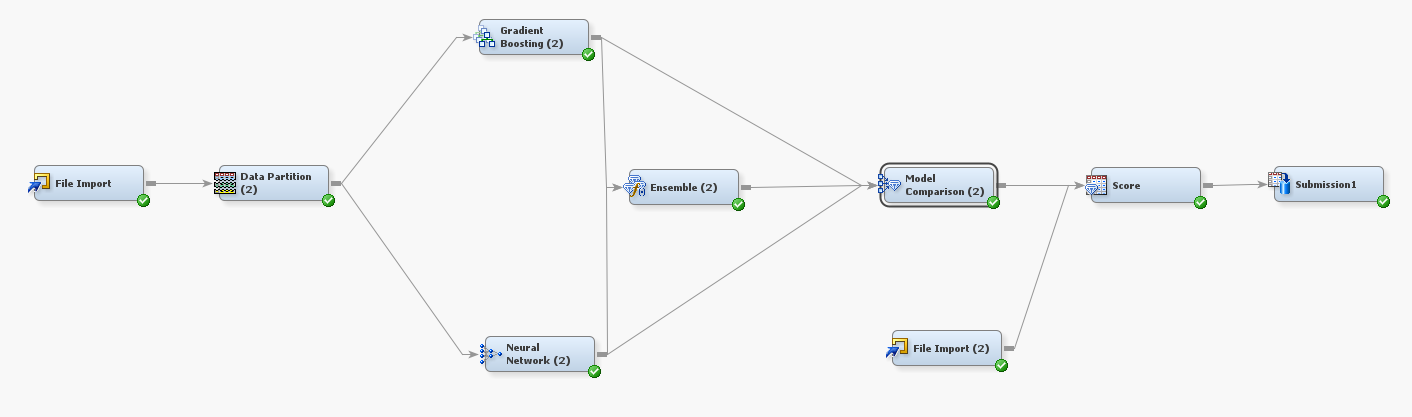 Gradient
Boosting (2)
File Import
Data Partition
(2)
Ensemble (2)
Model
Comparison (2)
Score
Submission1
Neural
Network (2)
File Import (2)